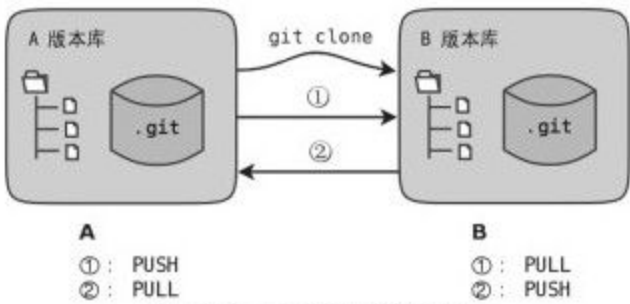 A 版本库
git clone
B 版本库
①
.git
.git
②
A
①: PUSH
②: PULL
B
①: PULL
②: PUSH